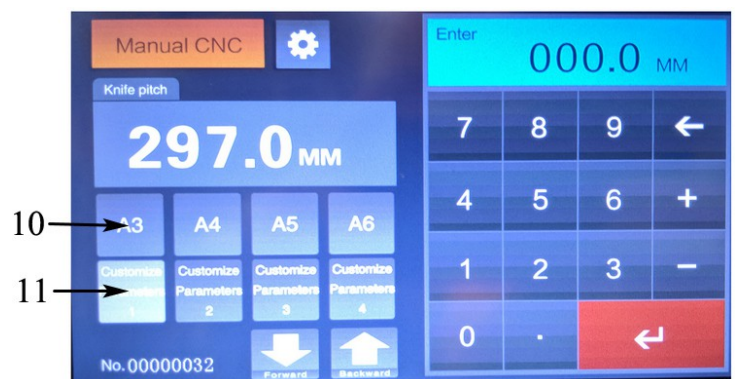 Manual CNC
Enter
000.0 MM
Knife pitch
297.0 MM
7 8 9 ←
4 5 6 +
1 2 3 −
0 . ↵
10
A3 A4 A5 A6
11
Customize Parameters 1
Customize Parameters 2
Customize Parameters 3
Customize Parameters 4
No.00000032
Forward
Backward